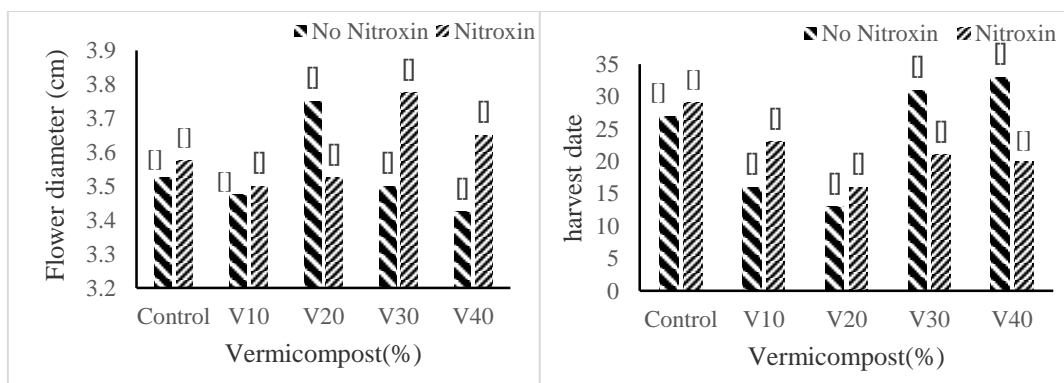 No Nitroxin Nitroxin
Flower diameter (cm)
3.9
3.8
3.7
3.6
3.5
3.4
3.3
3.2
[] [] [] [] [] [] [] [] [] []
Control V10 V20 V30 V40
Vermicompost(%)
No Nitroxin Nitroxin
harvest date
35
30
25
20
15
10
5
0
[] [] [] [] [] [] [] [] [] []
Control V10 V20 V30 V40
Vermicompost(%)